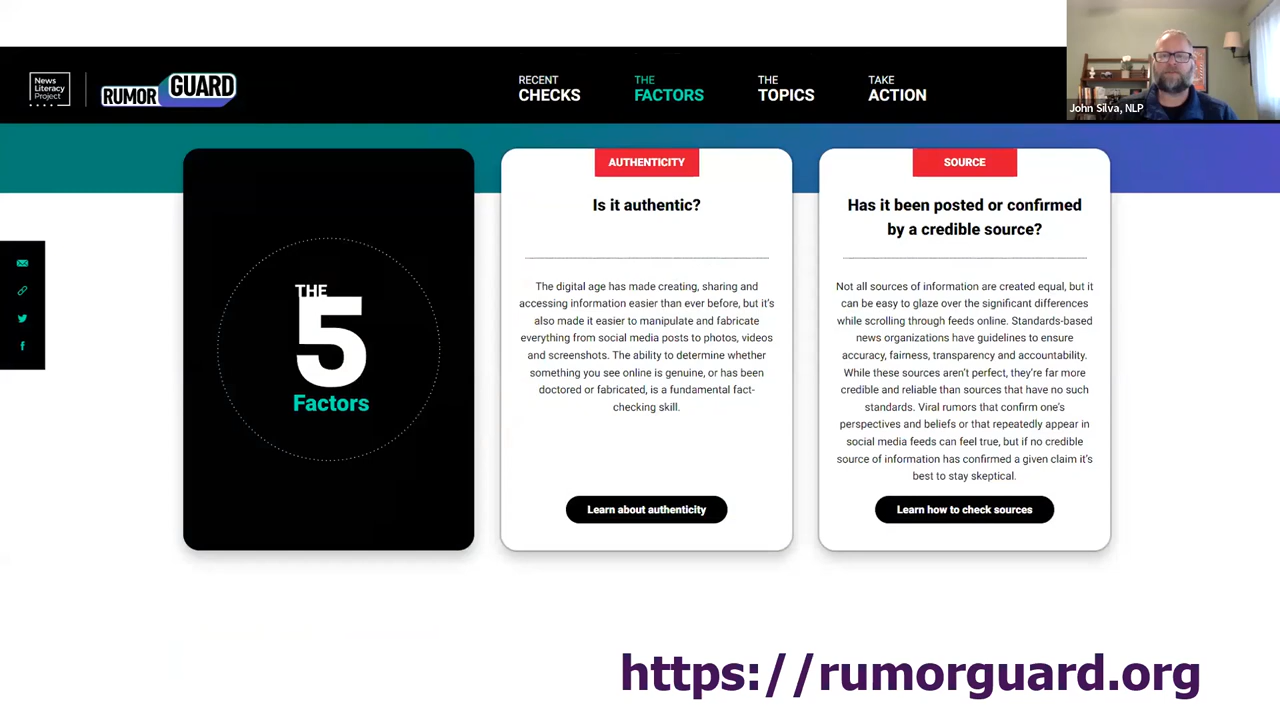 News
Literacy
Project
RUMOR GUARD
RECENT
CHECKS
THE
FACTORS
THE
TOPICS
TAKE
ACTION
John Silva, NLP
THE
5
Factors
AUTHENTICITY
Is it authentic?
The digital age has made creating, sharing and
accessing information easier than ever before, but it's
also made it easier to manipulate and fabricate
everything from social media posts to photos, videos
and screenshots. The ability to determine whether
something you see online is genuine, or has been
doctored or fabricated, is a fundamental fact-
checking skill.
Learn about authenticity
SOURCE
Has it been posted or confirmed
by a credible source?
Not all sources of information are created equal, but it
can be easy to glaze over the significant differences
while scrolling through feeds online. Standards-based
news organizations have guidelines to ensure
accuracy, fairness, transparency and accountability.
While these sources aren't perfect, they're far more
credible and reliable than sources that have no such
standards. Viral rumors that confirm one's
perspectives and beliefs or that repeatedly appear in
social media feeds can feel true, but if no credible
source of information has confirmed a given claim it's
best to stay skeptical.
Learn how to check sources
https://rumorguard.org